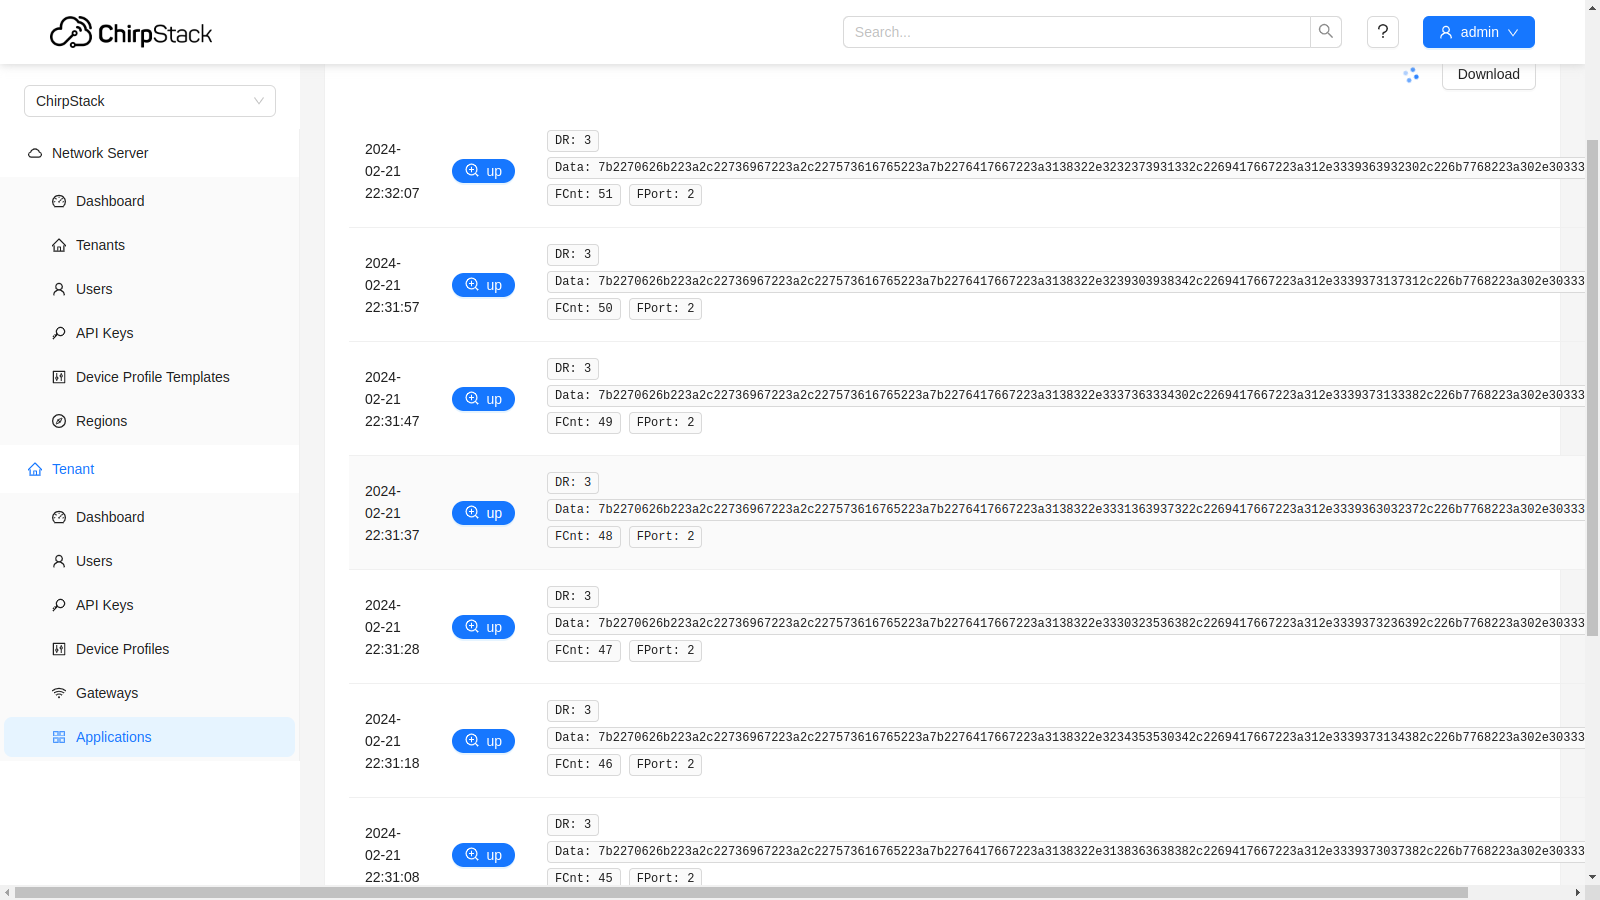 ChirpStack
Search...
?
admin
ChirpStack
Network Server
Dashboard
Tenants
Users
API Keys
Device Profile Templates
Regions
Tenant
Dashboard
Users
API Keys
Device Profiles
Gateways
Applications
Download
2024-
02-21
22:32:07
up
DR: 3
Data: 7b2270626b223a2c22736967223a2c227573616765223a7b2276417667223a3138322e3232373931332c2269417667223a312e3339363932302c226b7768223a302e30333
FCnt: 51 FPort: 2
2024-
02-21
22:31:57
up
DR: 3
Data: 7b2270626b223a2c22736967223a2c227573616765223a7b2276417667223a3138322e3239303938342c2269417667223a312e3339373137312c226b7768223a302e30333
FCnt: 50 FPort: 2
2024-
02-21
22:31:47
up
DR: 3
Data: 7b2270626b223a2c22736967223a2c227573616765223a7b2276417667223a3138322e3337363334302c2269417667223a312e3339373133382c226b7768223a302e30333
FCnt: 49 FPort: 2
2024-
02-21
22:31:37
up
DR: 3
Data: 7b2270626b223a2c22736967223a2c227573616765223a7b2276417667223a3138322e3331363937322c2269417667223a312e3339363032372c226b7768223a302e30333
FCnt: 48 FPort: 2
2024-
02-21
22:31:28
up
DR: 3
Data: 7b2270626b223a2c22736967223a2c227573616765223a7b2276417667223a3138322e3330323536382c2269417667223a312e3339373236392c226b7768223a302e30333
FCnt: 47 FPort: 2
2024-
02-21
22:31:18
up
DR: 3
Data: 7b2270626b223a2c22736967223a2c227573616765223a7b2276417667223a3138322e3234353530342c2269417667223a312e3339373134382c226b7768223a302e30333
FCnt: 46 FPort: 2
2024-
02-21
22:31:08
up
DR: 3
Data: 7b2270626b223a2c22736967223a2c227573616765223a7b2276417667223a3138322e3138363638382c2269417667223a312e3339373037382c226b7768223a302e30333
FCnt: 45 FPort: 2